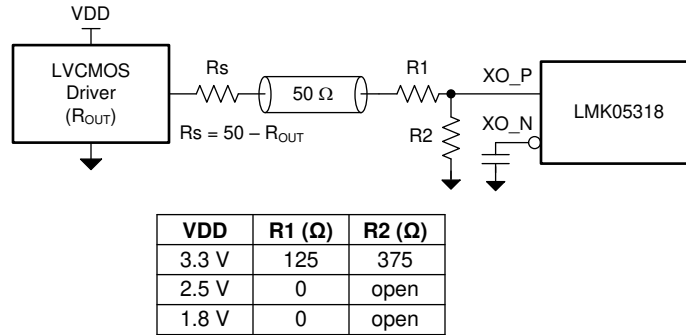 VDD
LVCMOS
Driver
(ROUT)
Rs
50 Ω
R1
XO_P
LMK05318
Rs = 50 – ROUT
R2
XO_N
VDD R1 (Ω) R2 (Ω)
3.3 V 125 375
2.5 V 0 open
1.8 V 0 open